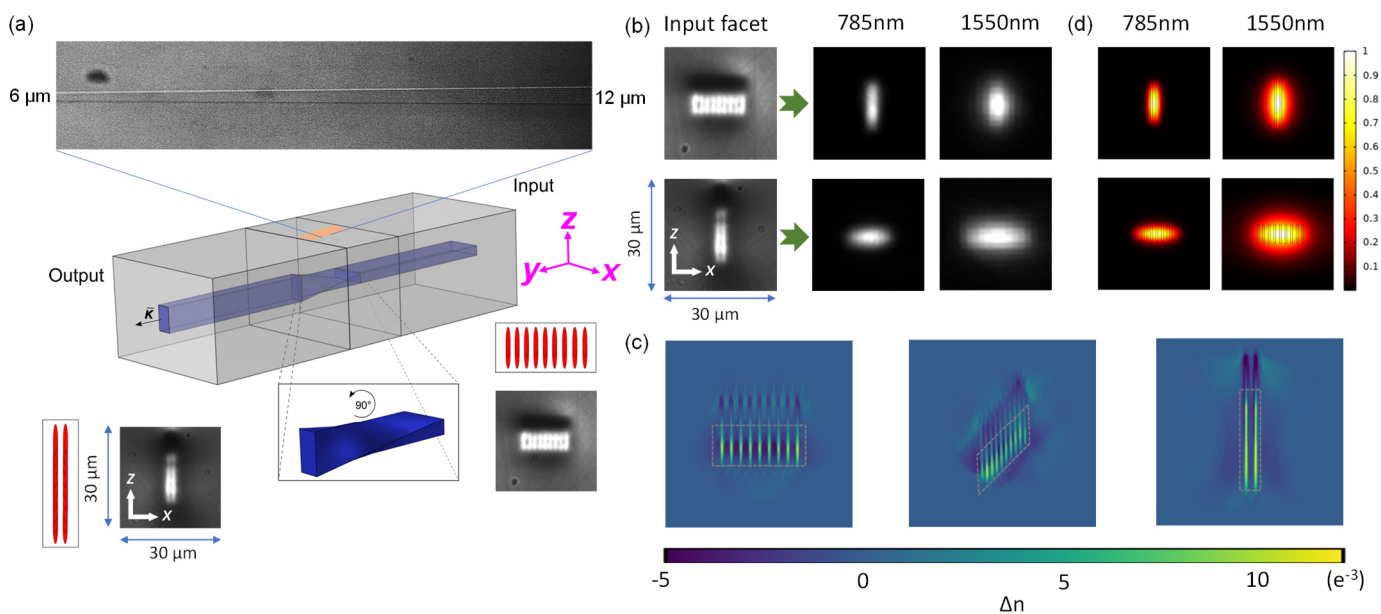 (a)
6 µm
12 µm
Input
Output
z
y
x
κ̄
90°
30 µm
z
x
30 µm
(b)
Input facet
785nm
1550nm
30 µm
z
x
30 µm
(d)
785nm
1550nm
1
0.9
0.8
0.7
0.6
0.5
0.4
0.3
0.2
0.1
(c)
-5
0
5
10
(e⁻³)
Δn